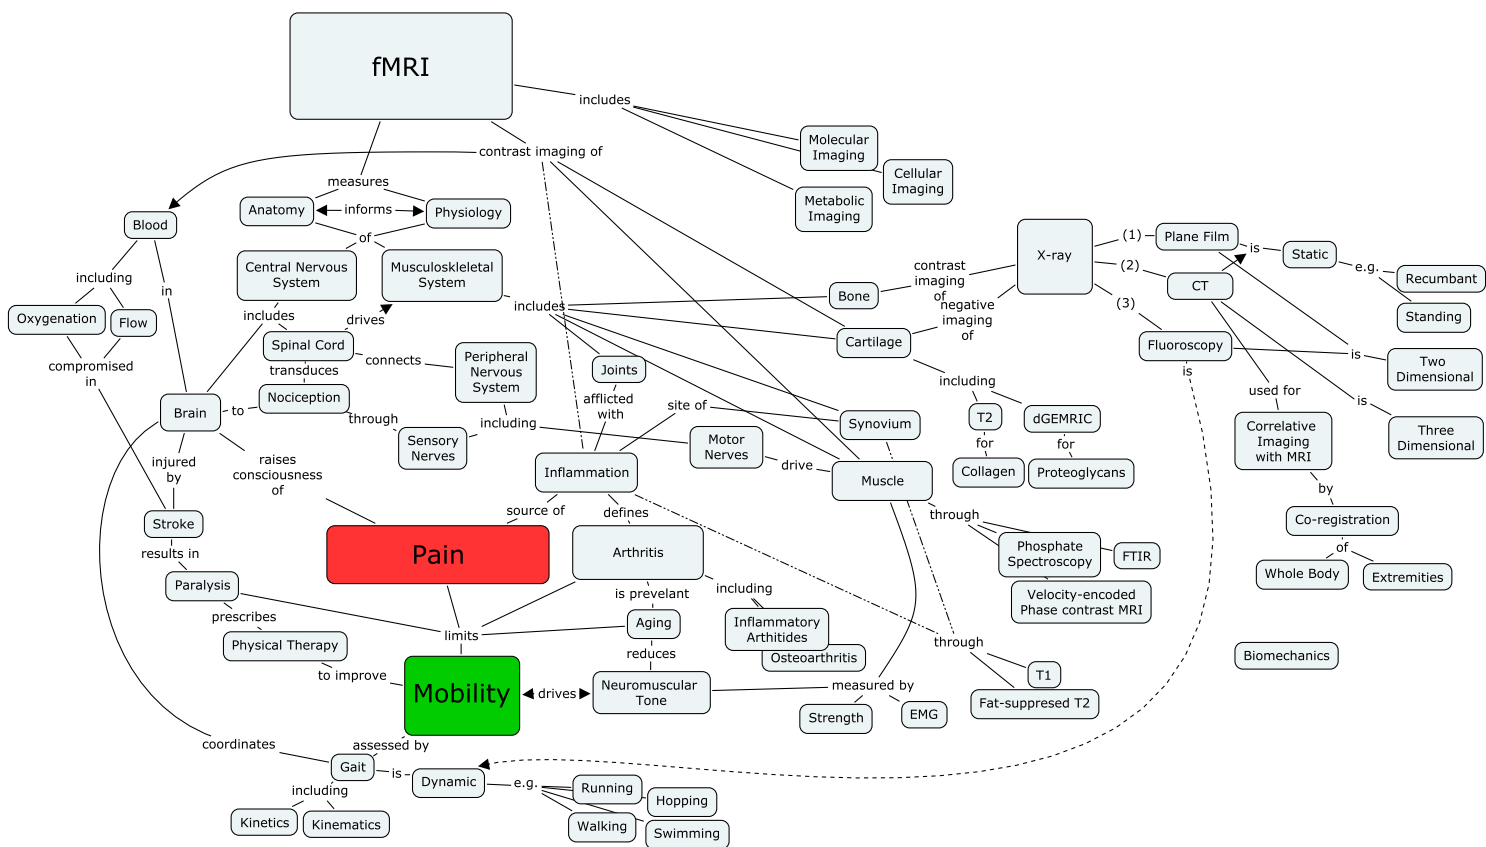 fMRI
includes
Molecular
Imaging
Cellular
Imaging
Metabolic
Imaging
contrast imaging of
measures
Anatomy
informs
Physiology
of
Blood
including
in
Oxygenation
Flow
compromised
in
Central Nervous
System
Musculoskleletal
System
includes
drives
includes
Spinal Cord
connects
transduces
Peripheral
Nervous
System
Nociception
to
through
Brain
Sensory
Nerves
including
Motor
Nerves
drive
Joints
afflicted
with
site of
Synovium
Inflammation
Muscle
injured
by
raises
consciousness
of
source of
defines
Stroke
results in
Paralysis
prescribes
Physical Therapy
to improve
Pain
limits
Arthritis
is prevelant
including
Aging
reduces
Inflammatory
Arthitides
Osteoarthritis
Mobility
drives
Neuromuscular
Tone
measured by
Strength
EMG
through
T1
Fat-suppresed T2
coordinates
assessed by
Gait
is
Dynamic
e.g.
Running
Hopping
Walking
Swimming
including
Kinetics
Kinematics
X-ray
contrast
imaging
of
negative
imaging
of
Bone
Cartilage
including
T2
dGEMRIC
for
for
Collagen
Proteoglycans
through
Phosphate
Spectroscopy
FTIR
Velocity-encoded
Phase contrast MRI
(1)
Plane Film
is
Static
e.g.
Recumbant
Standing
(2)
CT
(3)
Fluoroscopy
is
is
Two
Dimensional
is
Three
Dimensional
used for
Correlative
Imaging
with MRI
by
Co-registration
of
Whole Body
Extremities
Biomechanics